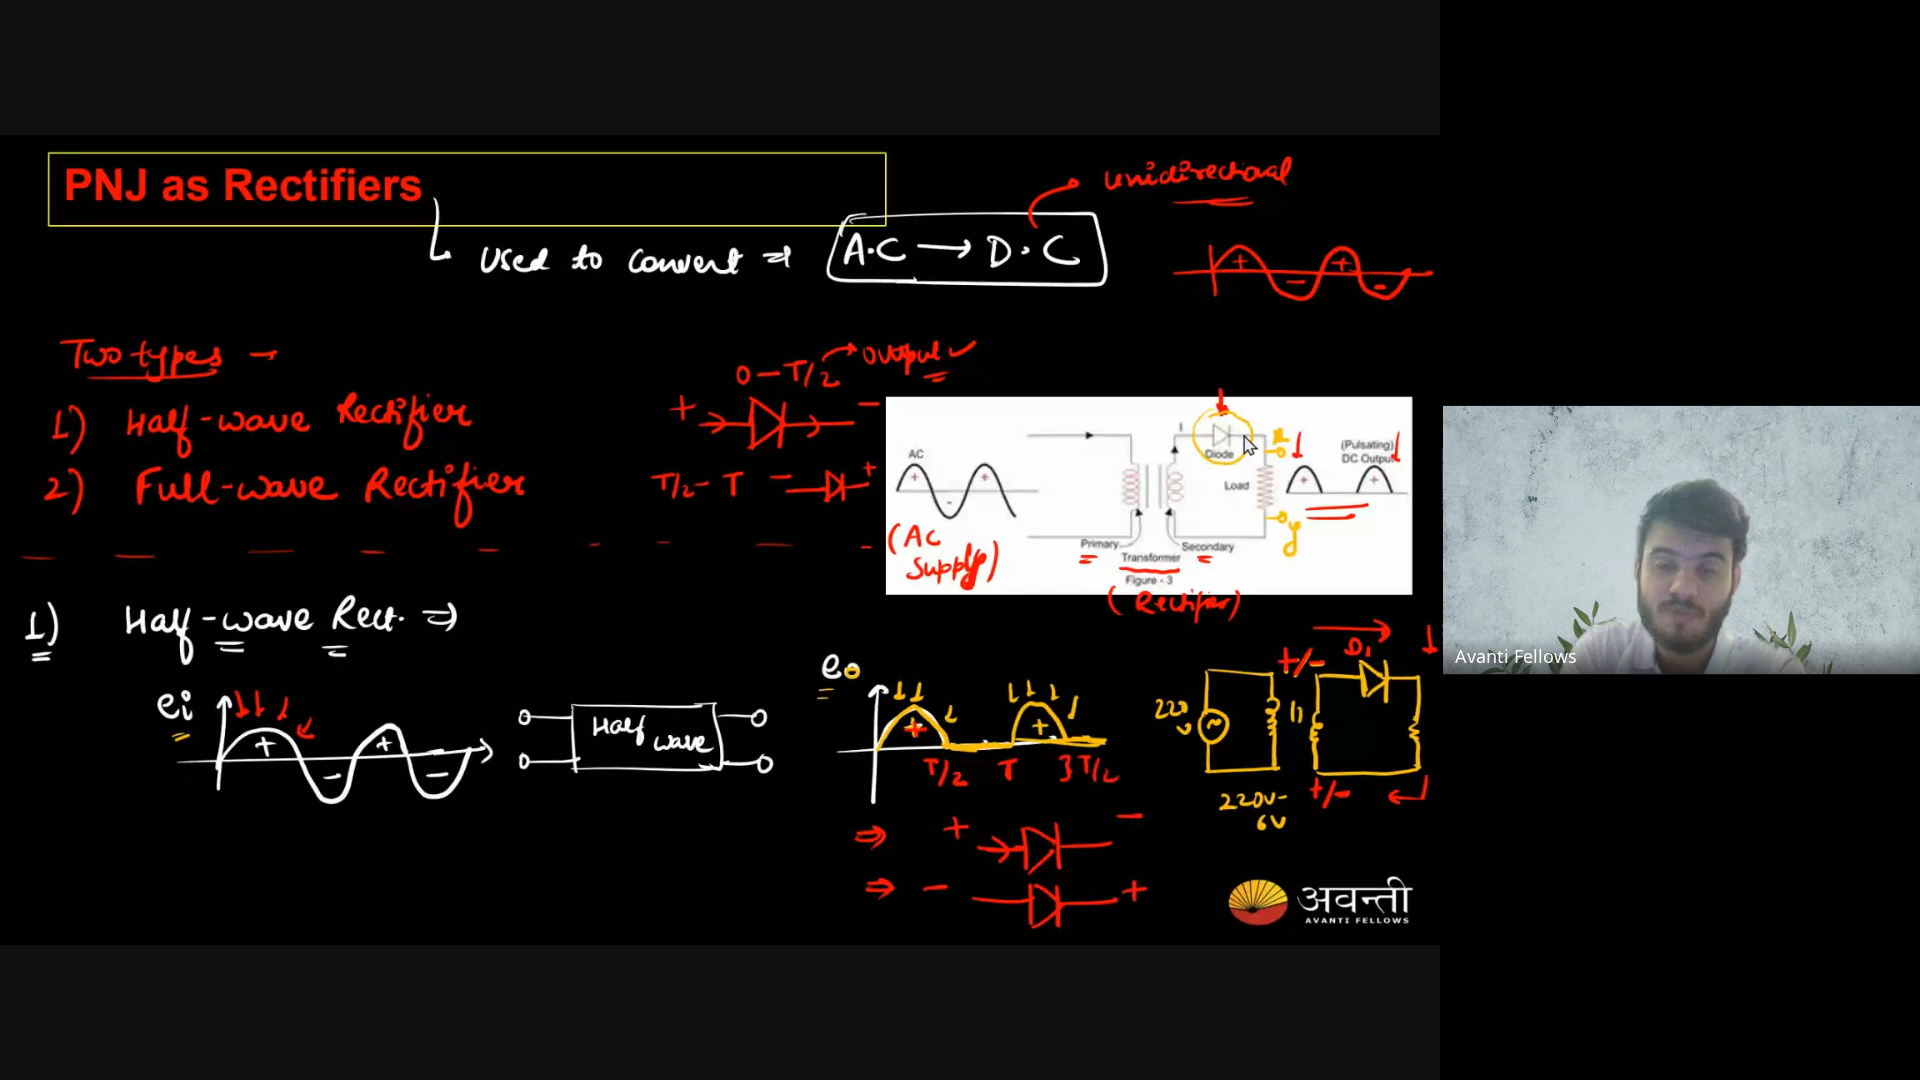 PNJ as Rectifiers
Unidirectional
Used to convert ⇒ A.C → D.C
+ - + -
Two types →
1) Half-wave Rectifier
2) Full-wave Rectifier
0 - T/2 → output ✓
+ -
T/2 - T - +
AC
+ - +
(AC Supply)
I
Diode
Load
x
y
(Pulsating)
DC Output
+ +
Primary
Secondary
Transformer
Figure - 3
(Rectifier)
1) Half-wave Rect. ⇒
ei
+ - + -
Half wave
eo
+ +
T/2 T 3T/2
⇒ + -
⇒ - +
220 V
220V-
6V
+/-
D1
+/-
Avanti Fellows
अवन्ती
AVANTI FELLOWS